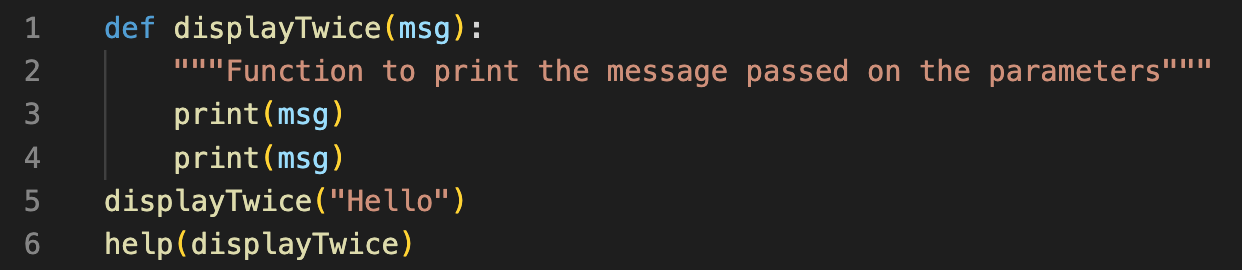 1 def displayTwice(msg):
2 """Function to print the message passed on the parameters"""
3 print(msg)
4 print(msg)
5 displayTwice("Hello")
6 help(displayTwice)